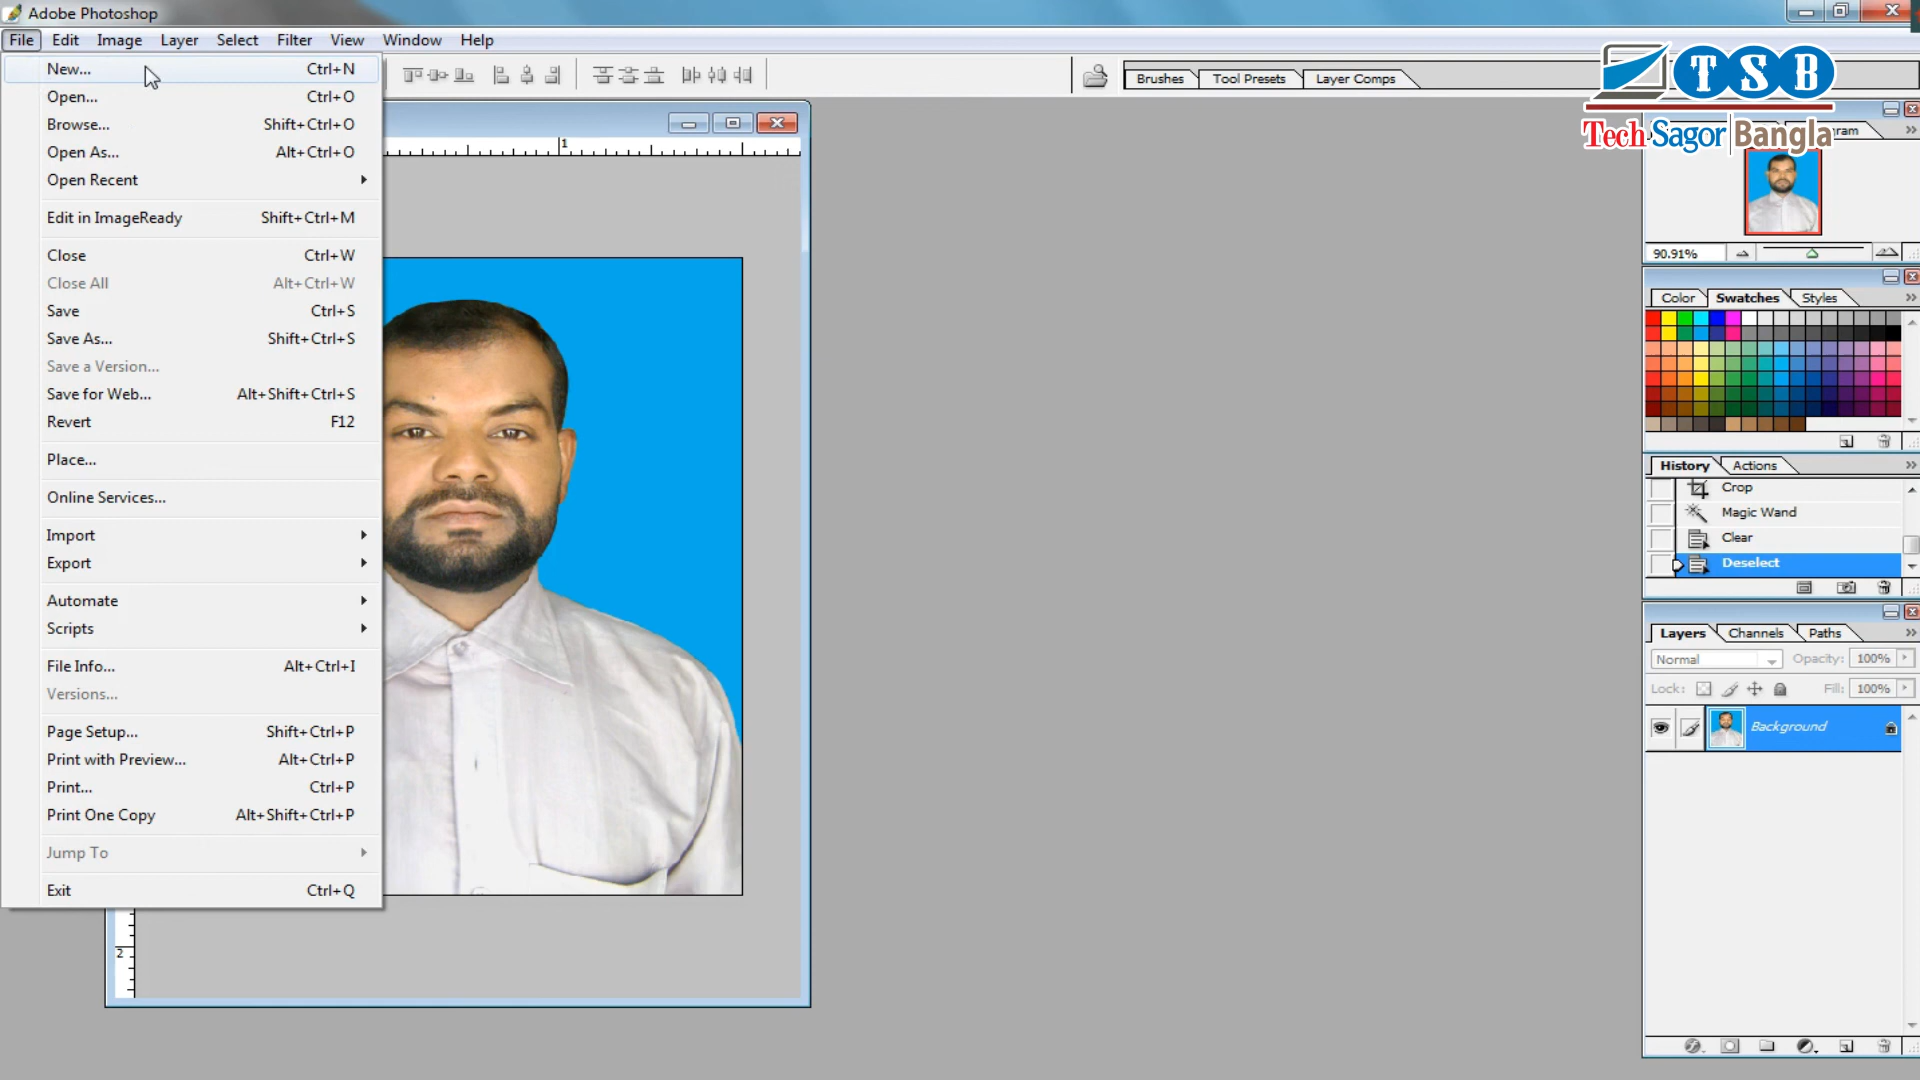 Adobe Photoshop
File Edit Image Layer Select Filter View Window Help
New... Ctrl+N
Open... Ctrl+O
Browse... Shift+Ctrl+O
Open As... Alt+Ctrl+O
Open Recent
Edit in ImageReady Shift+Ctrl+M
Close Ctrl+W
Close All Alt+Ctrl+W
Save Ctrl+S
Save As... Shift+Ctrl+S
Save a Version...
Save for Web... Alt+Shift+Ctrl+S
Revert F12
Place...
Online Services...
Import
Export
Automate
Scripts
File Info... Alt+Ctrl+I
Versions...
Page Setup... Shift+Ctrl+P
Print with Preview... Alt+Ctrl+P
Print... Ctrl+P
Print One Copy Alt+Shift+Ctrl+P
Jump To
Exit Ctrl+Q
1
2
Brushes Tool Presets Layer Comps
TSB
Tech Sagor Bangla
90.91%
Color Swatches Styles
History Actions
Crop
Magic Wand
Clear
Deselect
Layers Channels Paths
Normal Opacity: 100%
Lock: Fill: 100%
Background